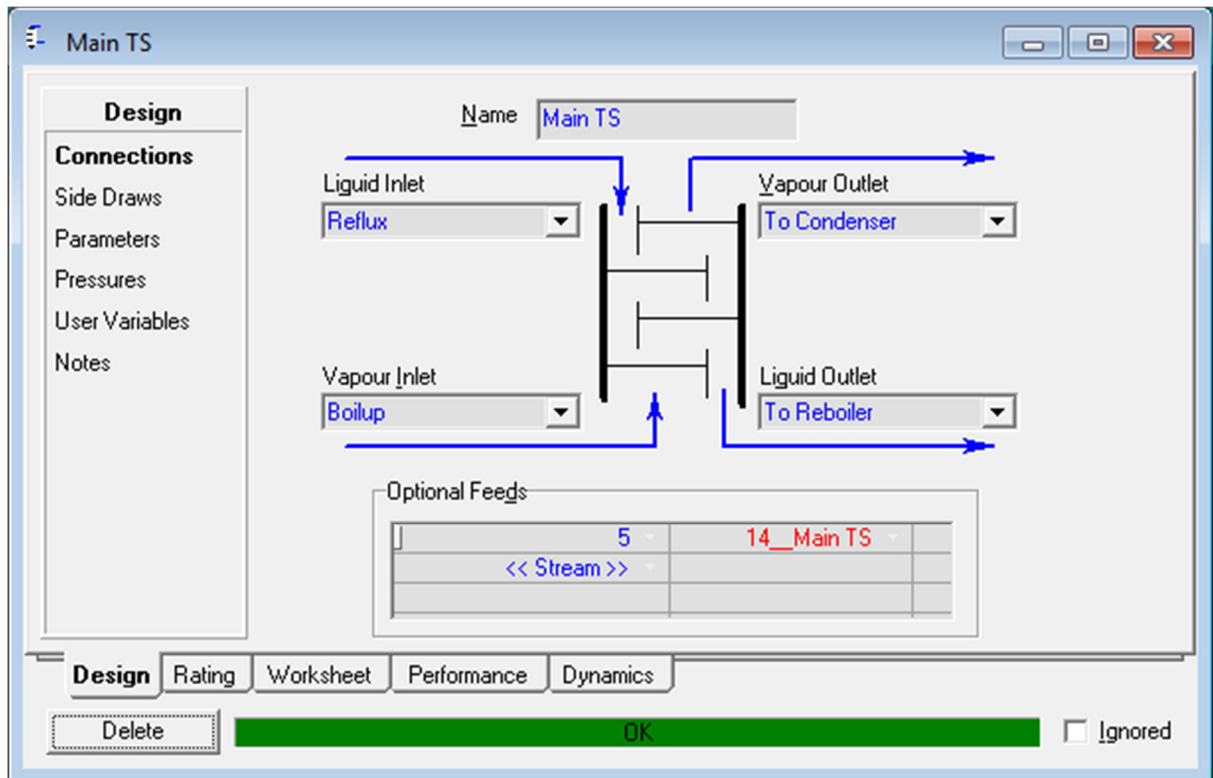 Main TS
Design
Connections
Side Draws
Parameters
Pressures
User Variables
Notes
Name Main TS
Liguid Inlet
Reflux
Vapour Outlet
To Condenser
Vapour Inlet
Boilup
Liguid Outlet
To Reboiler
Optional Feeds
5 14__Main TS
<< Stream >>
Design Rating Worksheet Performance Dynamics
Delete OK Ignored